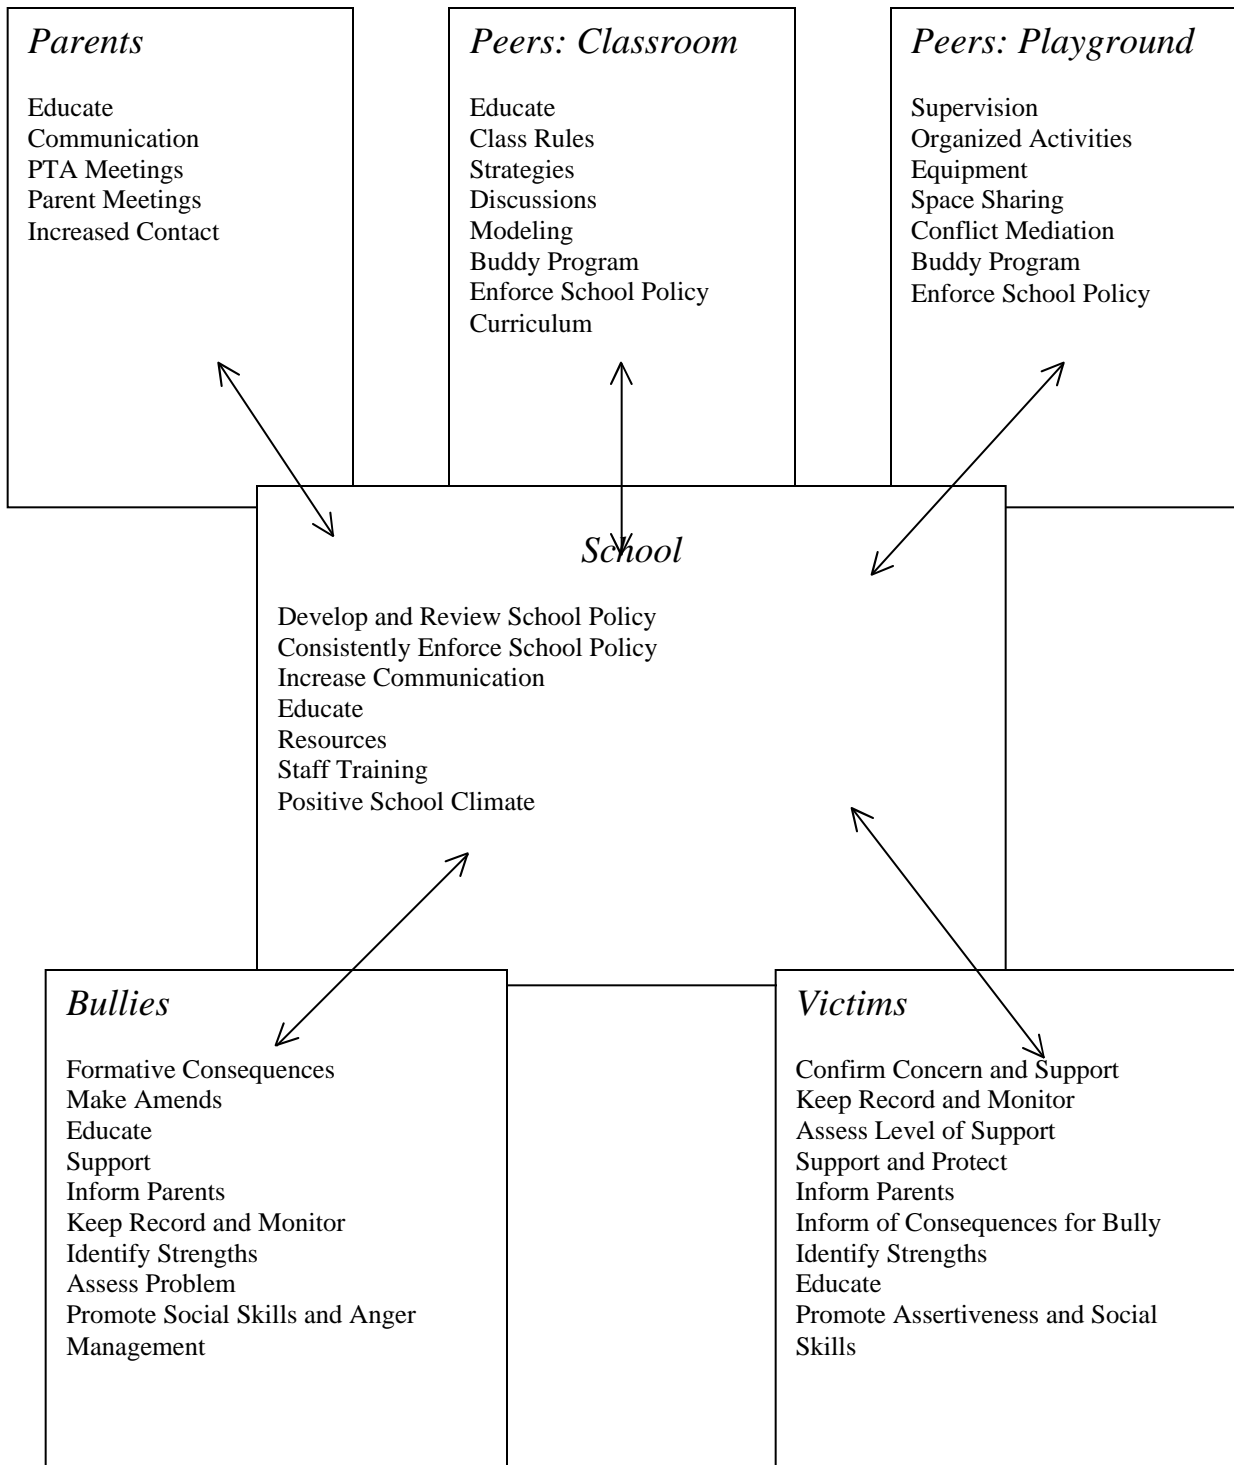 Parents
Educate
Communication
PTA Meetings
Parent Meetings
Increased Contact
Peers: Classroom
Educate
Class Rules
Strategies
Discussions
Modeling
Buddy Program
Enforce School Policy
Curriculum
Peers: Playground
Supervision
Organized Activities
Equipment
Space Sharing
Conflict Mediation
Buddy Program
Enforce School Policy
School
Develop and Review School Policy
Consistently Enforce School Policy
Increase Communication
Educate
Resources
Staff Training
Positive School Climate
Bullies
Formative Consequences
Make Amends
Educate
Support
Inform Parents
Keep Record and Monitor
Identify Strengths
Assess Problem
Promote Social Skills and Anger
Management
Victims
Confirm Concern and Support
Keep Record and Monitor
Assess Level of Support
Support and Protect
Inform Parents
Inform of Consequences for Bully
Identify Strengths
Educate
Promote Assertiveness and Social
Skills